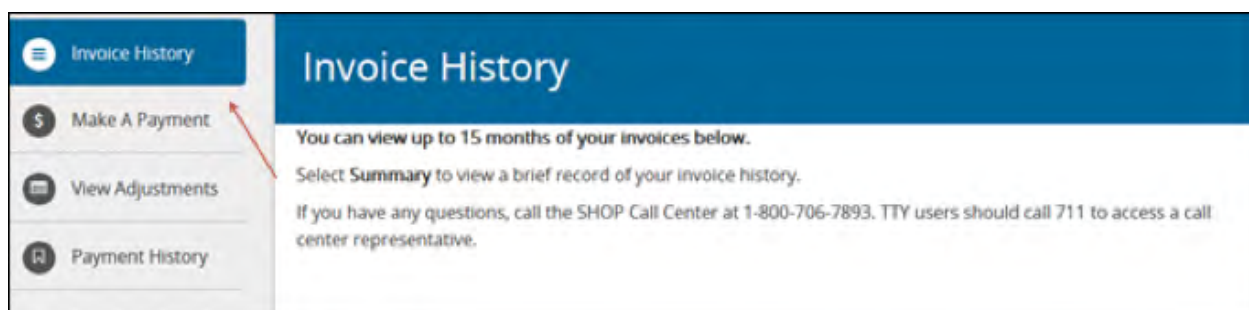 Invoice History
Make A Payment
View Adjustments
Payment History
Invoice History
You can view up to 15 months of your invoices below.
Select Summary to view a brief record of your invoice history.
If you have any questions, call the SHOP Call Center at 1-800-706-7893. TTY users should call 711 to access a call
center representative.